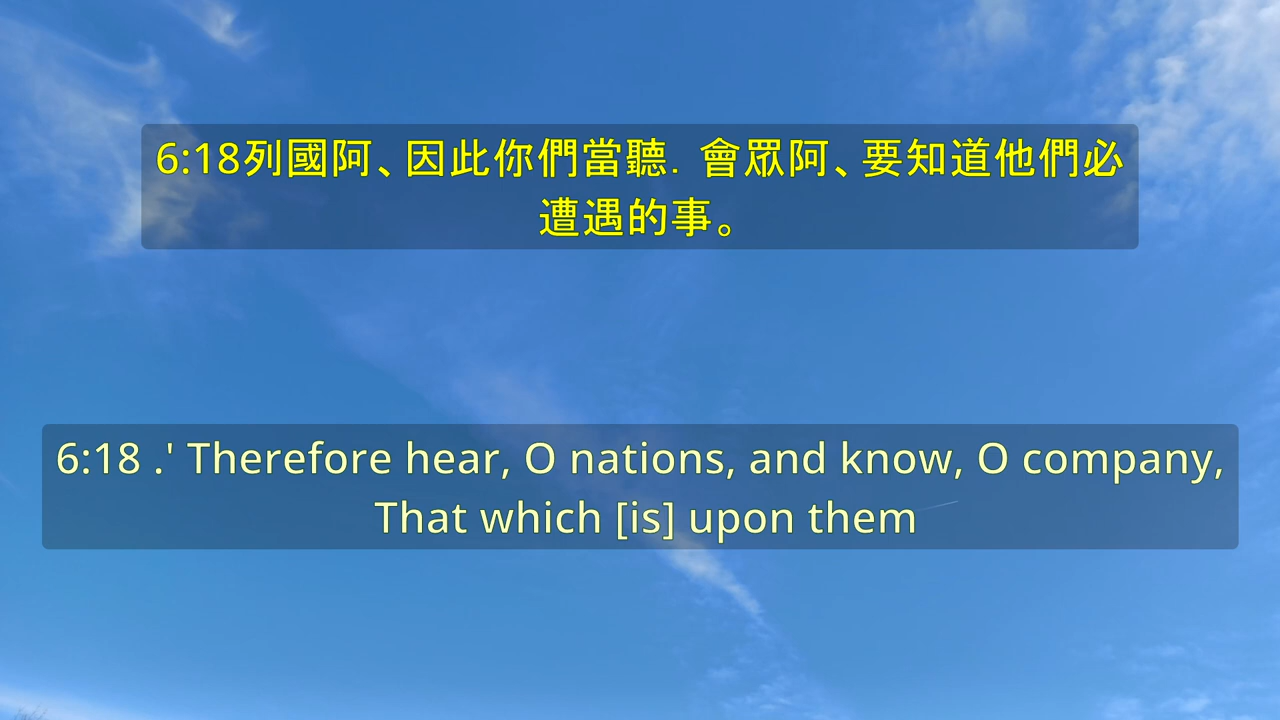 6:18列國阿、因此你們當聽. 會眾阿、要知道他們必
遭遇的事。
6:18 .' Therefore hear, O nations, and know, O company,
That which [is] upon them